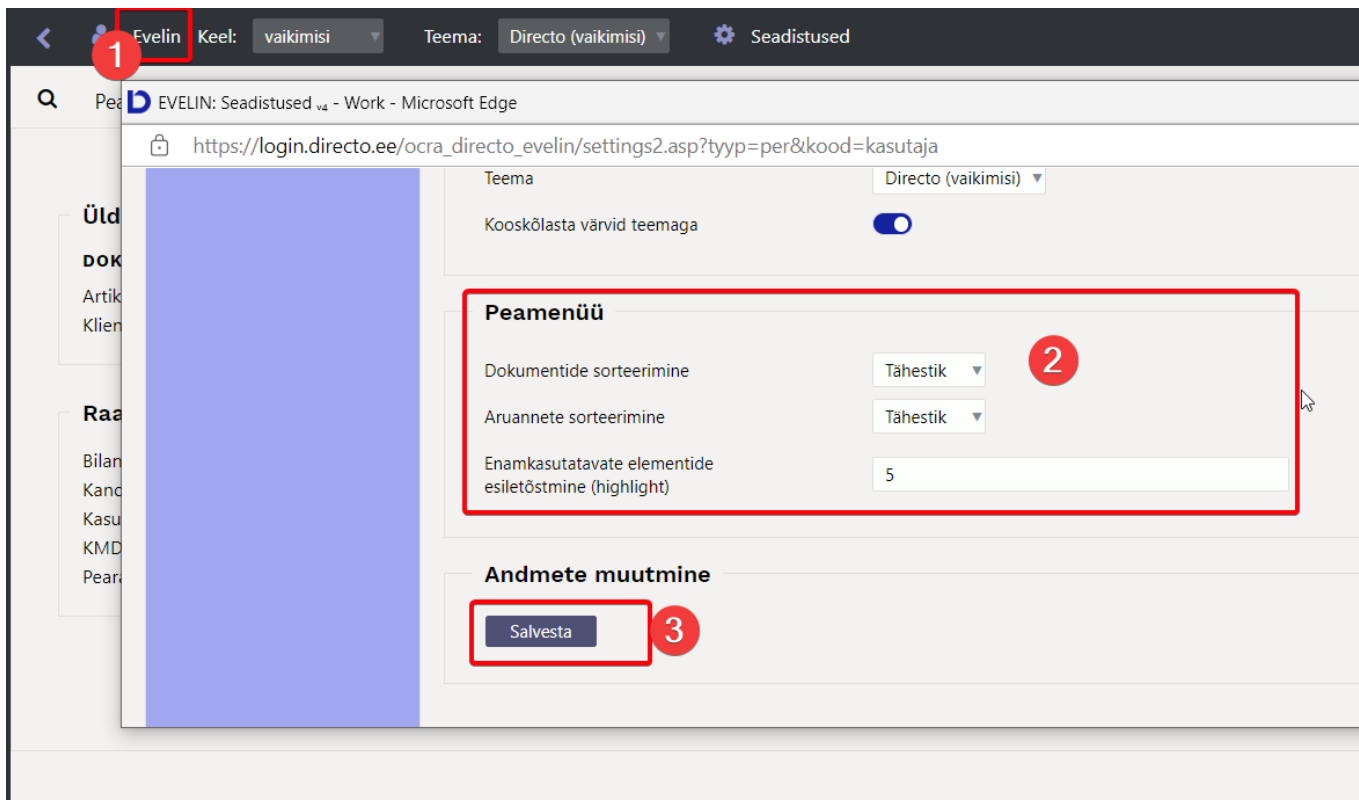 Evelin Keel: vaikimisi Teema: Directo (vaikimisi) Seadistused
1
EVELIN: Seadistused v4 - Work - Microsoft Edge
https://login.directo.ee/ocra_directo_evelin/settings2.asp?tyyp=per&kood=kasutaja
Teema Directo (vaikimisi)
Kooskõlasta värvid teemaga
Peamenüü
2
Dokumentide sorteerimine Tähestik
Aruannete sorteerimine Tähestik
Enamkasutatavate elementide
esiletõstmine (highlight) 5
Andmete muutmine
Salvesta 3